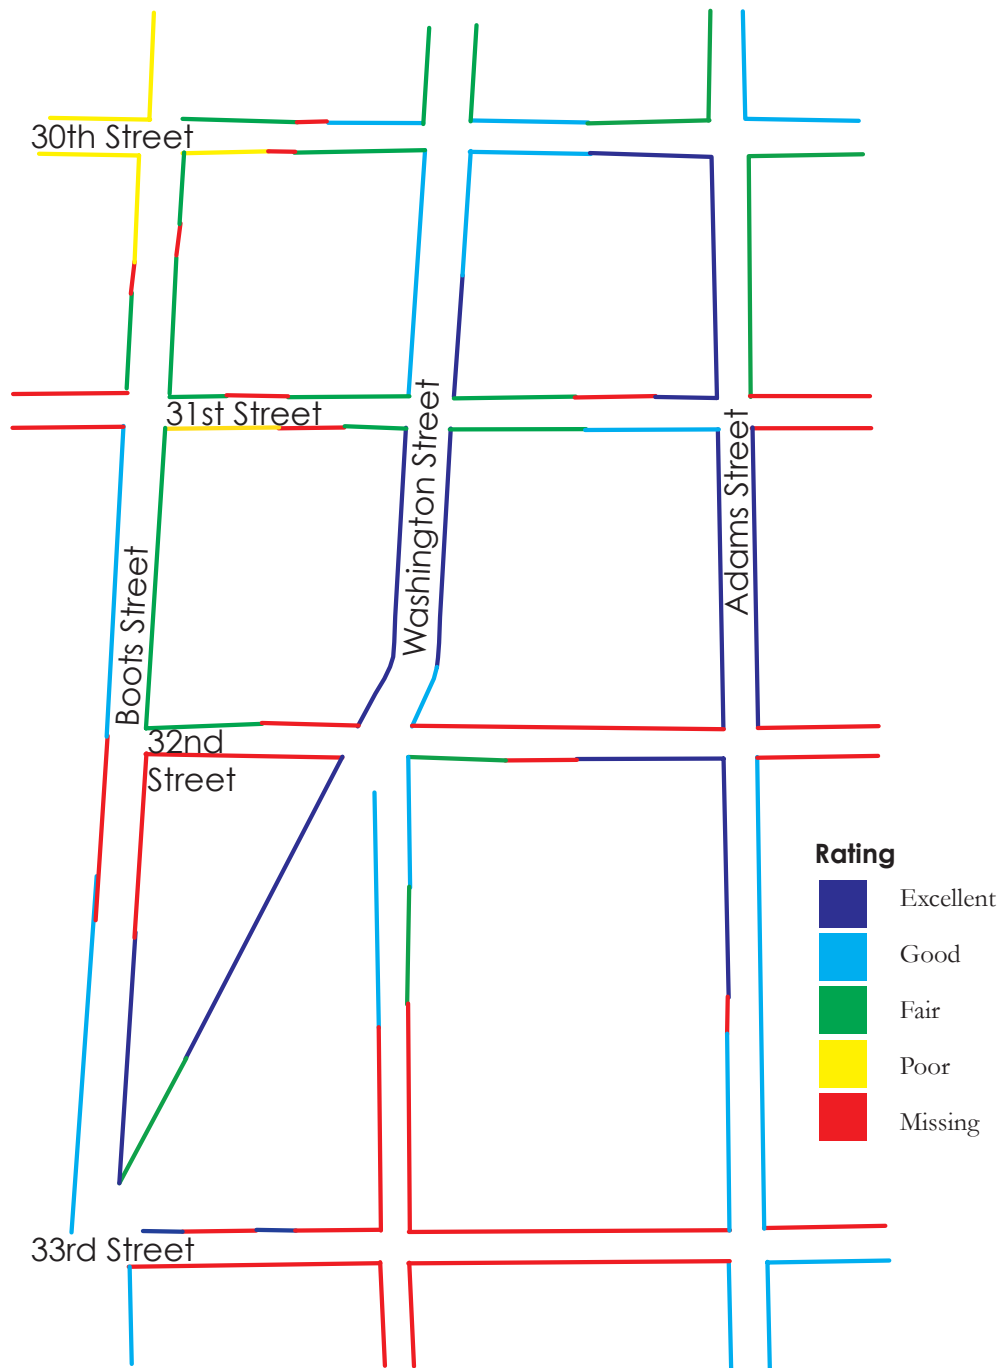 30th Street
31st Street
Washington Street
Adams Street
Boots Street
32nd
Street
Rating
Excellent
Good
Fair
Poor
Missing
33rd Street